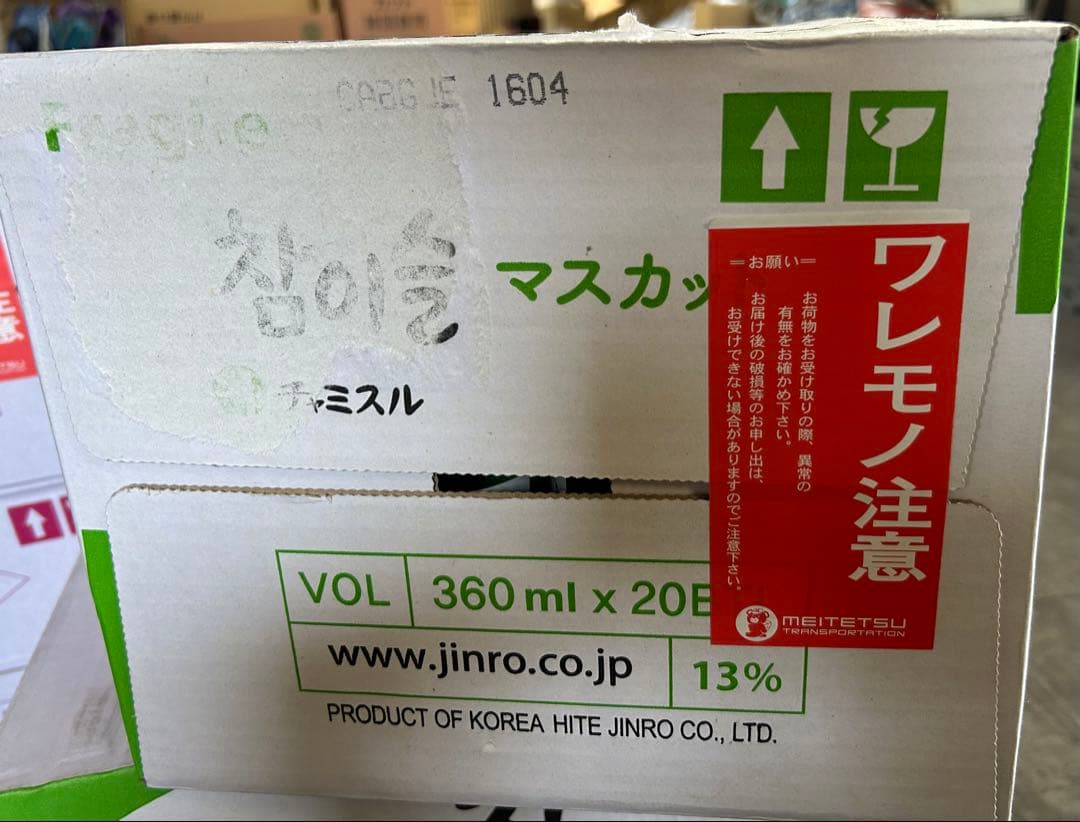 1604
Fragile
참이슬
マスカッ
チャミスル
VOL
360 ml x 20B
www.jinro.co.jp
13%
PRODUCT OF KOREA HITE JINRO CO., LTD.
ワレモノ注意
=お願い=
お荷物をお受け取りの際、異常の
有無をお確かめ下さい。
お届け後の破損等のお申し出は、
お受けできない場合がありますのでご注意下さい。
MEITETSU
TRANSPORTATION